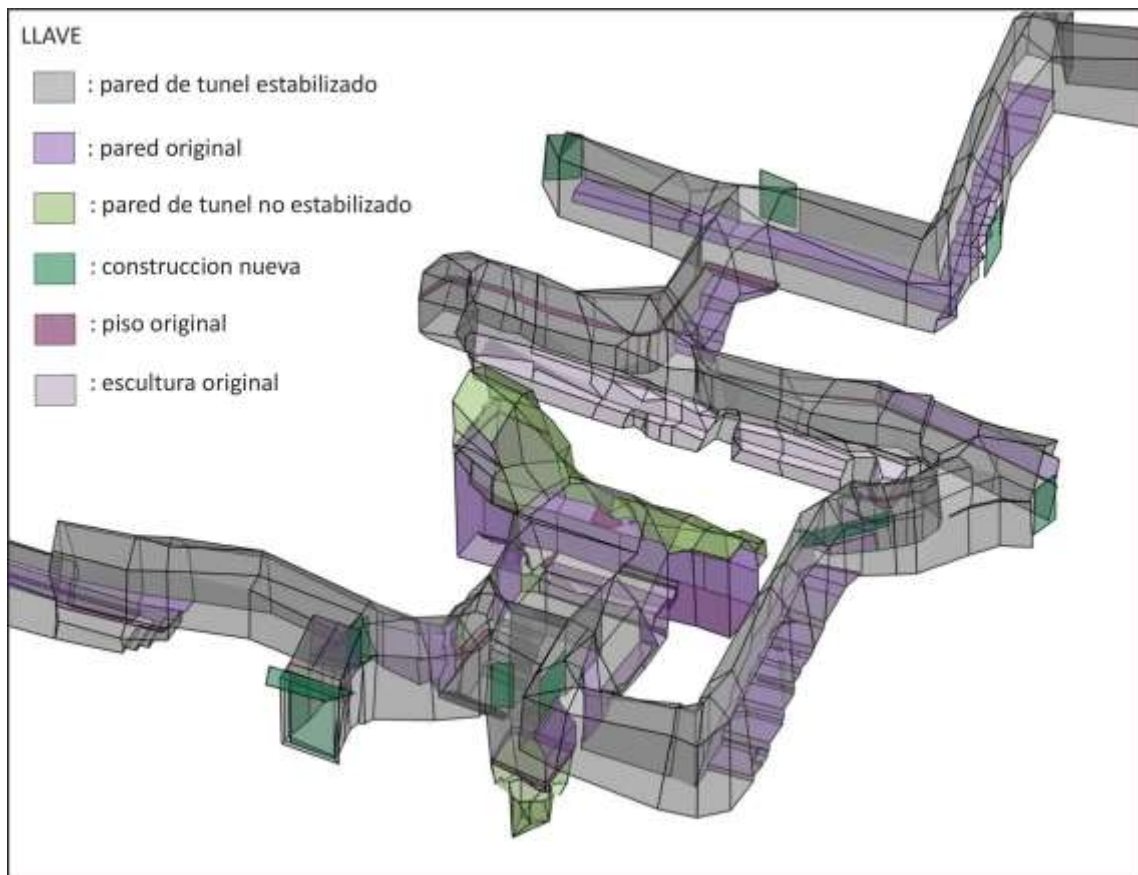 LLAVE
: pared de tunel estabilizado
: pared original
: pared de tunel no estabilizado
: construccion nueva
: piso original
: escultura original